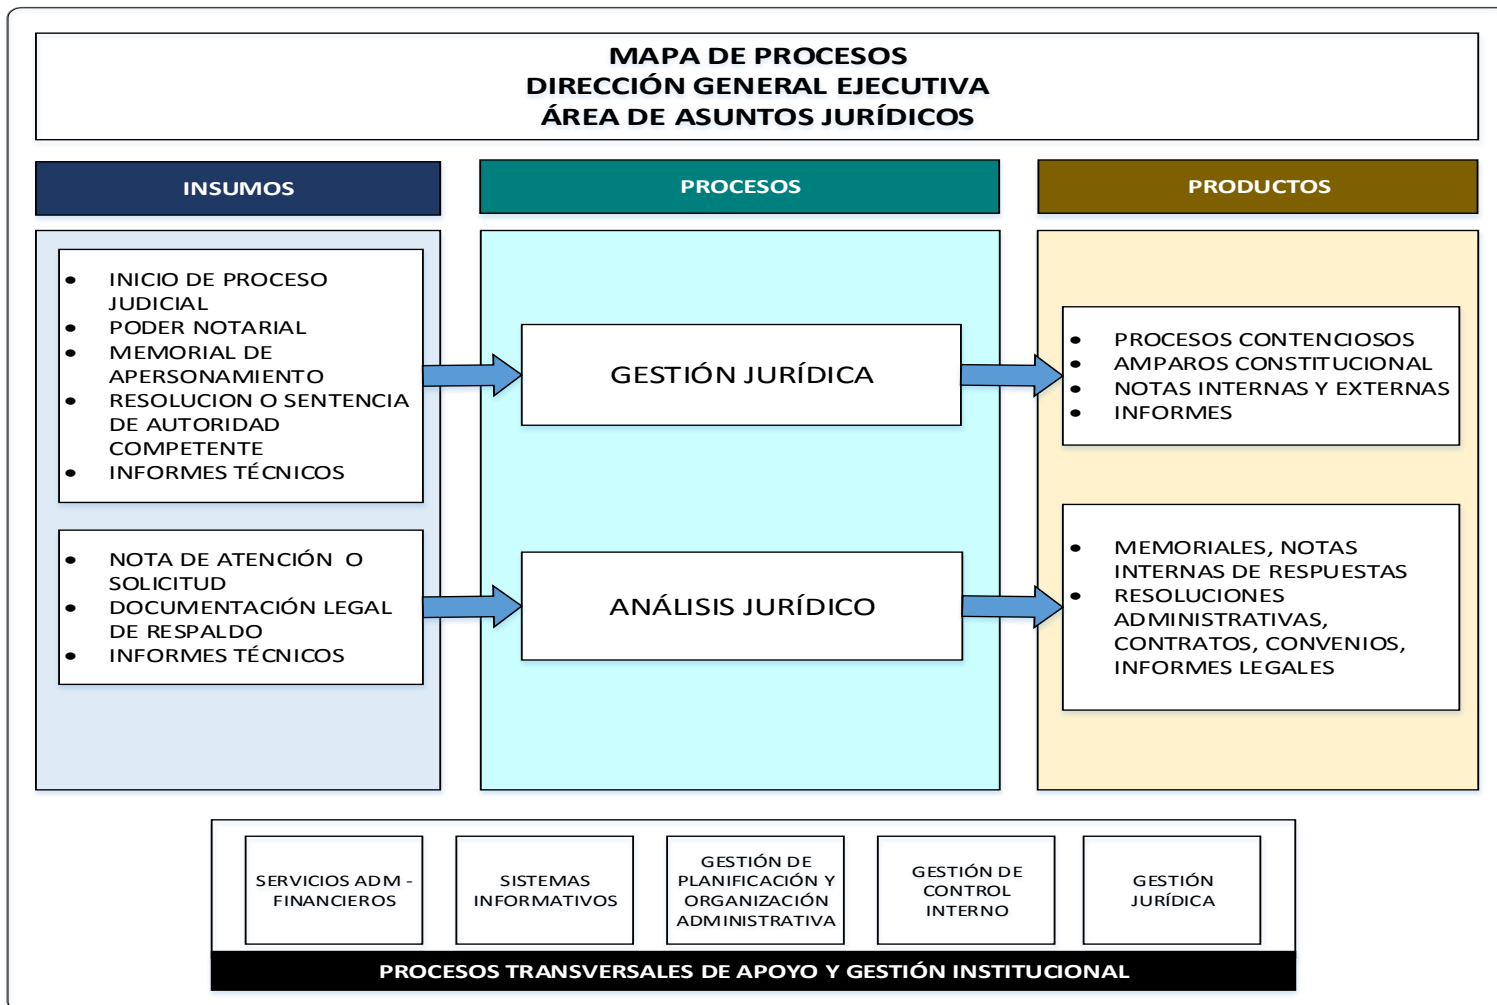 MAPA DE PROCESOS
DIRECCIÓN GENERAL EJECUTIVA
ÁREA DE ASUNTOS JURÍDICOS
INSUMOS
PROCESOS
PRODUCTOS
• INICIO DE PROCESO
JUDICIAL
• PODER NOTARIAL
• MEMORIAL DE
APERSONAMIENTO
• RESOLUCION O SENTENCIA
DE AUTORIDAD
COMPETENTE
• INFORMES TÉCNICOS
GESTIÓN JURÍDICA
• PROCESOS CONTENCIOSOS
• AMPAROS CONSTITUCIONAL
• NOTAS INTERNAS Y EXTERNAS
• INFORMES
• NOTA DE ATENCIÓN O
SOLICITUD
• DOCUMENTACIÓN LEGAL
DE RESPALDO
• INFORMES TÉCNICOS
ANÁLISIS JURÍDICO
• MEMORIALES, NOTAS
INTERNAS DE RESPUESTAS
• RESOLUCIONES
ADMINISTRATIVAS,
CONTRATOS, CONVENIOS,
INFORMES LEGALES
SERVICIOS ADM -
FINANCIEROS
SISTEMAS
INFORMATIVOS
GESTIÓN DE
PLANIFICACIÓN Y
ORGANIZACIÓN
ADMINISTRATIVA
GESTIÓN DE
CONTROL
INTERNO
GESTIÓN
JURÍDICA
PROCESOS TRANSVERSALES DE APOYO Y GESTIÓN INSTITUCIONAL